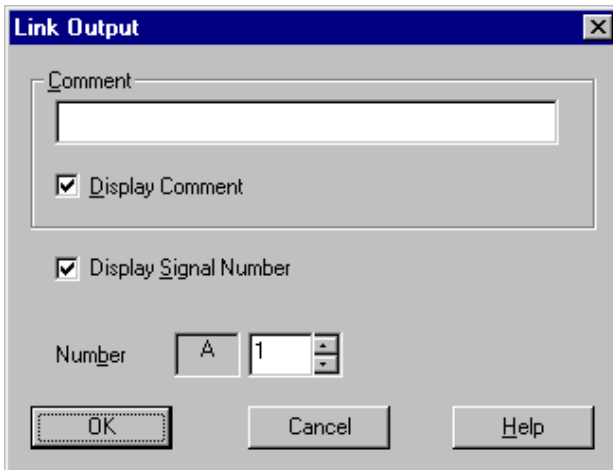 Link Output
Comment
Display Comment
Display Signal Number
Number A 1
OK Cancel Help